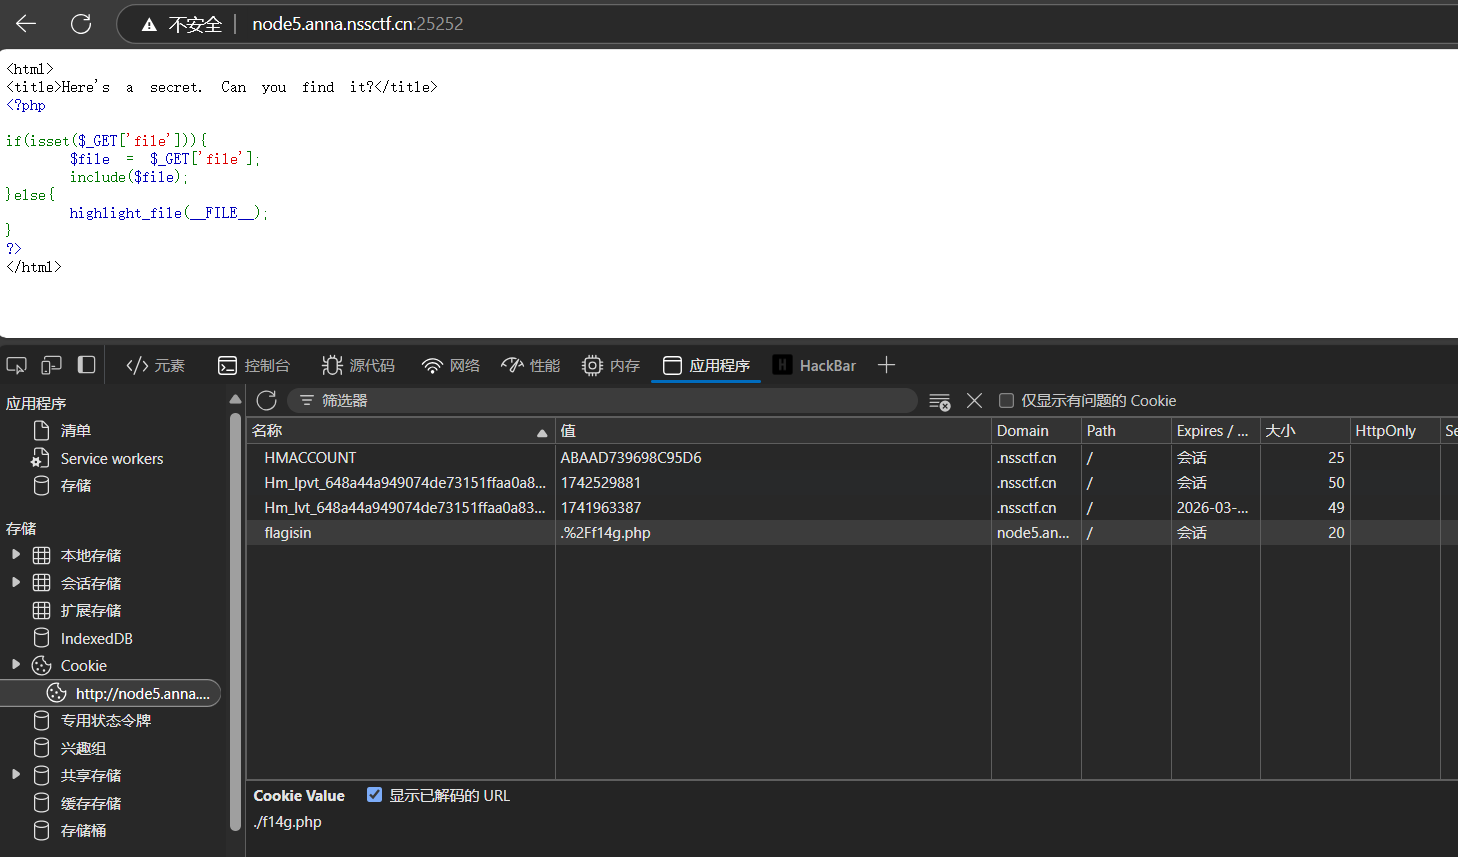 不安全 node5.anna.nssctf.cn:25252
<html>
<title>Here's a secret. Can you find it?</title>
<?php
if(isset($_GET['file'])){
$file = $_GET['file'];
include($file);
}else{
highlight_file(__FILE__);
}
?>
</html>
元素 控制台 源代码 网络 性能 内存 应用程序 HackBar
应用程序
清单
Service workers
存储
存储
本地存储
会话存储
扩展存储
IndexedDB
Cookie
http://node5.anna....
专用状态令牌
兴趣组
共享存储
缓存存储
存储桶
筛选器 仅显示有问题的 Cookie
名称 值 Domain Path Expires / ... 大小 HttpOnly Se
HMACCOUNT ABAAD739698C95D6 .nssctf.cn / 会话 25
Hm_lpvt_648a44a949074de73151ffaa0a8... 1742529881 .nssctf.cn / 会话 50
Hm_lvt_648a44a949074de73151ffaa0a83... 1741963387 .nssctf.cn / 2026-03-... 49
flagisin .%2Ff14g.php node5.an... / 会话 20
Cookie Value 显示已解码的 URL
./f14g.php